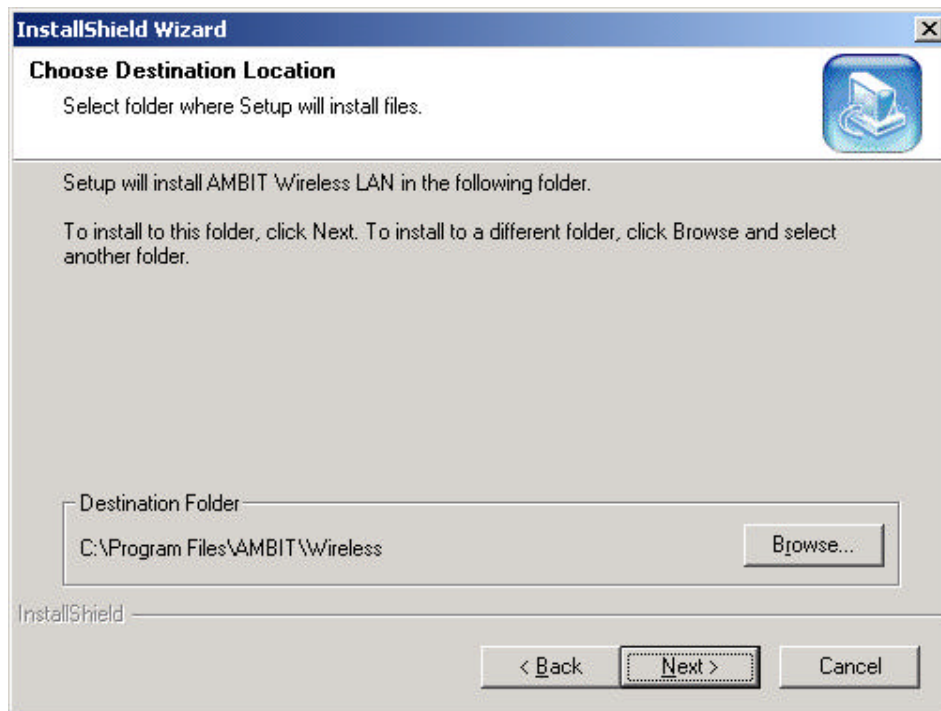 InstallShield Wizard
Choose Destination Location
Select folder where Setup will install files.
Setup will install AMBIT Wireless LAN in the following folder.
To install to this folder, click Next. To install to a different folder, click Browse and select
another folder.
Destination Folder
C:\Program Files\AMBIT\Wireless
Browse...
InstallShield
< Back
Next >
Cancel